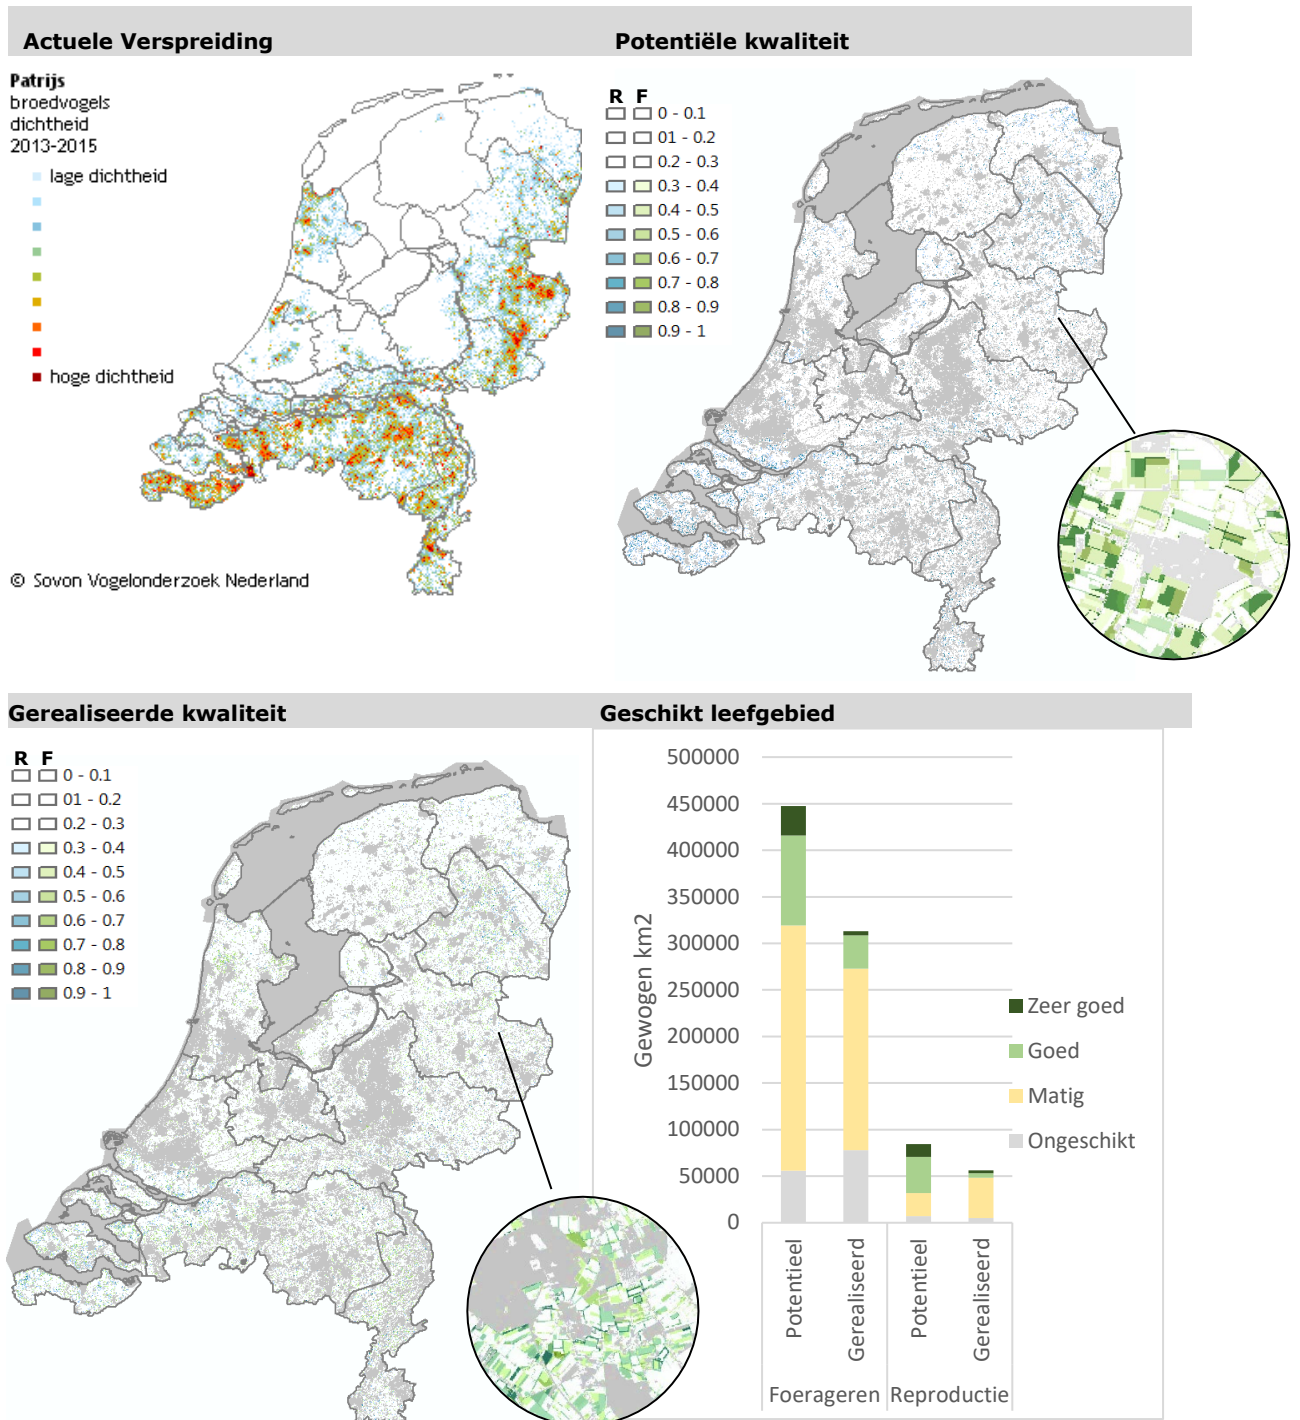 Actuele Verspreiding
Potentiële kwaliteit
Patrijs
broedvogels
dichtheid
2013-2015
lage dichtheid
hoge dichtheid
© Sovon Vogelonderzoek Nederland
R F
0 - 0.1
01 - 0.2
0.2 - 0.3
0.3 - 0.4
0.4 - 0.5
0.5 - 0.6
0.6 - 0.7
0.7 - 0.8
0.8 - 0.9
0.9 - 1
Gerealiseerde kwaliteit
Geschikt leefgebied
R F
0 - 0.1
01 - 0.2
0.2 - 0.3
0.3 - 0.4
0.4 - 0.5
0.5 - 0.6
0.6 - 0.7
0.7 - 0.8
0.8 - 0.9
0.9 - 1
Gewogen km2
500000
450000
400000
350000
300000
250000
200000
150000
100000
50000
0
Zeer goed
Goed
Matig
Ongeschikt
Potentieel
Gerealiseerd
Potentieel
Gerealiseerd
Foerageren
Reproductie